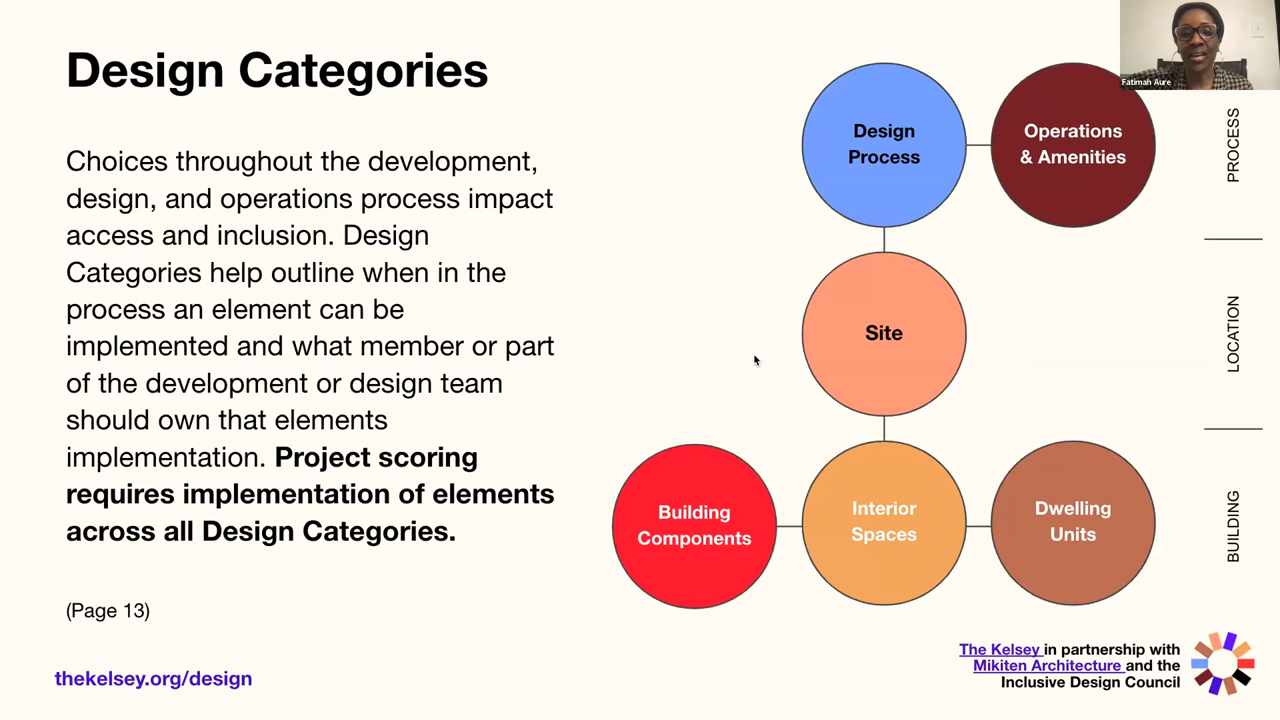 Design Categories
Choices throughout the development,
design, and operations process impact
access and inclusion. Design
Categories help outline when in the
process an element can be
implemented and what member or part
of the development or design team
should own that elements
implementation. Project scoring
requires implementation of elements
across all Design Categories.
(Page 13)
thekelsey.org/design
Design
Process
Operations
& Amenities
Site
Building
Components
Interior
Spaces
Dwelling
Units
Fatimah Aure
PROCESS
LOCATION
BUILDING
The Kelsey in partnership with
Mikiten Architecture and the
Inclusive Design Council